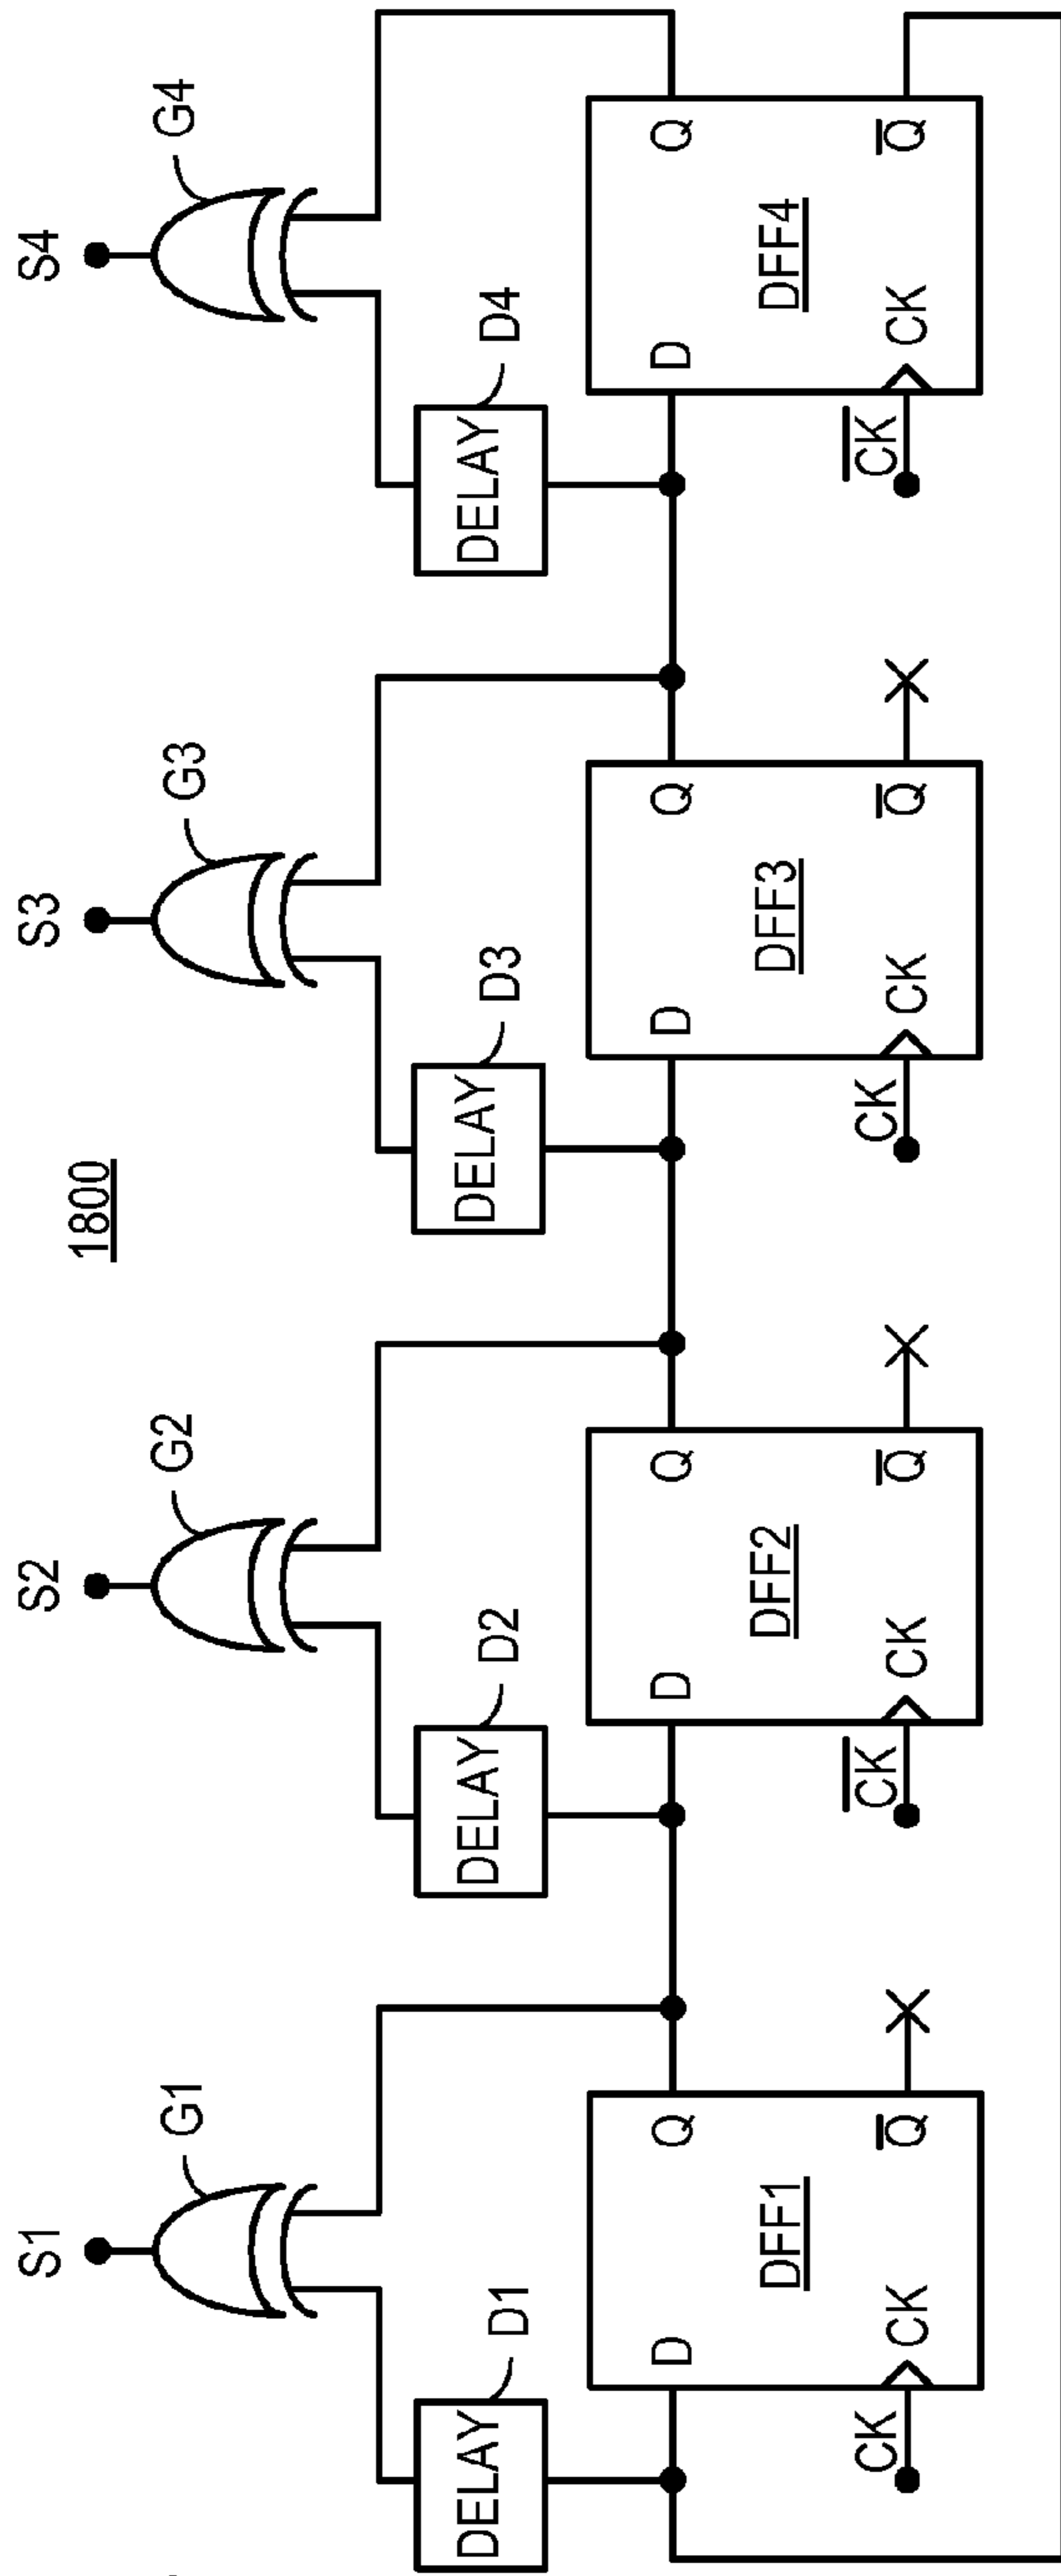 1800
S1
S2
S3
S4
G1
G2
G3
G4
DELAY
D1
DELAY
D2
DELAY
D3
DELAY
D4
D
Q
DFF1
CK
CK
Q̅
D
Q
DFF2
C̅K̅
CK
Q̅
D
Q
DFF3
CK
CK
Q̅
D
Q
DFF4
C̅K̅
CK
Q̅